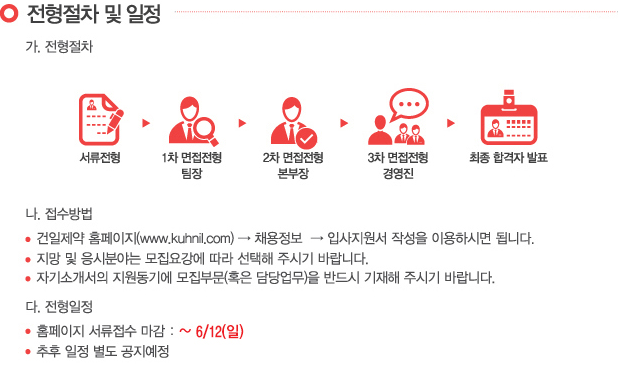 전형절차 및 일정
가. 전형절차
서류전형
1차 면접전형
팀장
2차 면접전형
본부장
3차 면접전형
경영진
최종 합격자 발표
나. 접수방법
건일제약 홈페이지(www.kuhnil.com) → 채용정보 → 입사지원서 작성을 이용하시면 됩니다.
지망 및 응시분야는 모집요강에 따라 선택해 주시기 바랍니다.
자기소개서의 지원동기에 모집부문(혹은 담당업무)을 반드시 기재해 주시기 바랍니다.
다. 전형일정
홈페이지 서류접수 마감 : ~ 6/12(일)
추후 일정 별도 공지예정